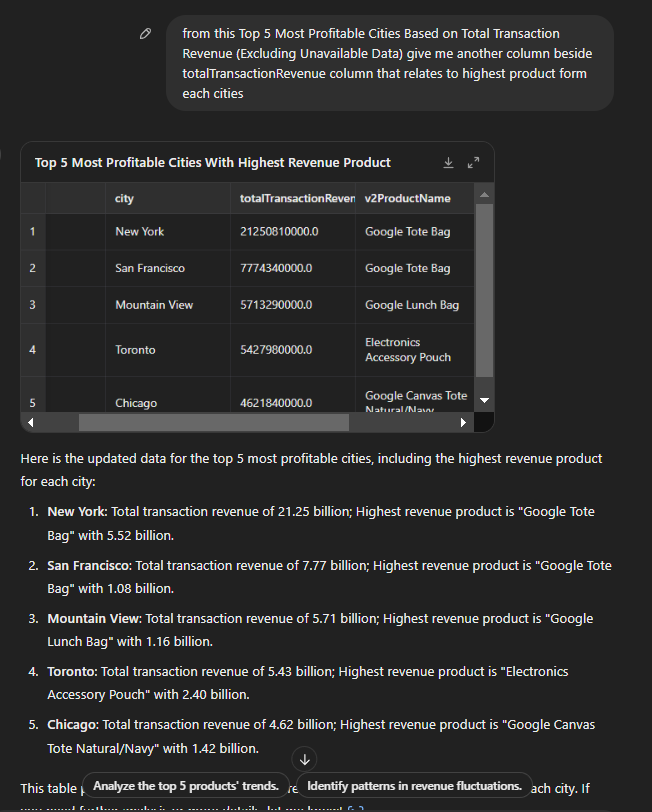 from this Top 5 Most Profitable Cities Based on Total Transaction
Revenue (Excluding Unavailable Data) give me another column beside
totalTransactionRevenue column that relates to highest product form
each cities
Top 5 Most Profitable Cities With Highest Revenue Product
city totalTransactionReven v2ProductName
1 New York 21250810000.0 Google Tote Bag
2 San Francisco 7774340000.0 Google Tote Bag
3 Mountain View 5713290000.0 Google Lunch Bag
4 Toronto 5427980000.0 Electronics
Accessory Pouch
5 Chicago 4621840000.0 Google Canvas Tote
Natural/Navy
Here is the updated data for the top 5 most profitable cities, including the highest revenue product
for each city:
1. New York: Total transaction revenue of 21.25 billion; Highest revenue product is "Google Tote
Bag" with 5.52 billion.
2. San Francisco: Total transaction revenue of 7.77 billion; Highest revenue product is "Google Tote
Bag" with 1.08 billion.
3. Mountain View: Total transaction revenue of 5.71 billion; Highest revenue product is "Google
Lunch Bag" with 1.16 billion.
4. Toronto: Total transaction revenue of 5.43 billion; Highest revenue product is "Electronics
Accessory Pouch" with 2.40 billion.
5. Chicago: Total transaction revenue of 4.62 billion; Highest revenue product is "Google Canvas
Tote Natural/Navy" with 1.42 billion.
This table
Analyze the top 5 products' trends.
Identify patterns in revenue fluctuations.
each city. If